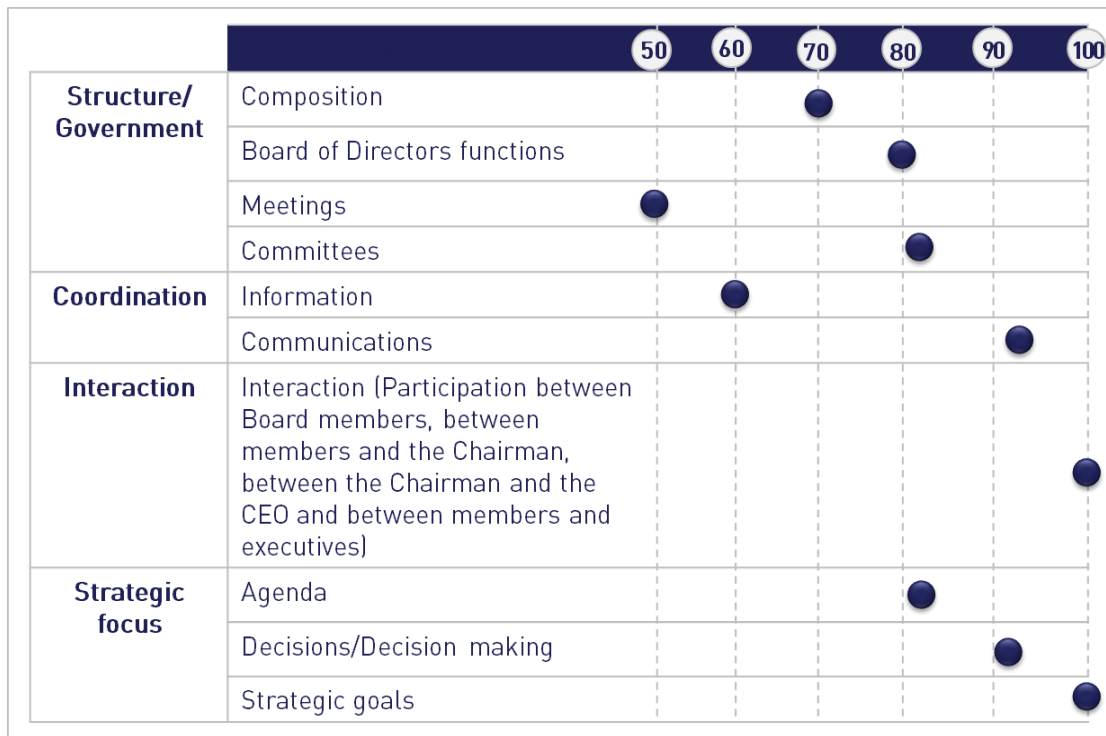 50 60 70 80 90 100
Structure/
Government
Composition
Board of Directors functions
Meetings
Committees
Coordination
Information
Communications
Interaction
Interaction (Participation between
Board members, between
members and the Chairman,
between the Chairman and the
CEO and between members and
executives)
Strategic
focus
Agenda
Decisions/Decision making
Strategic goals